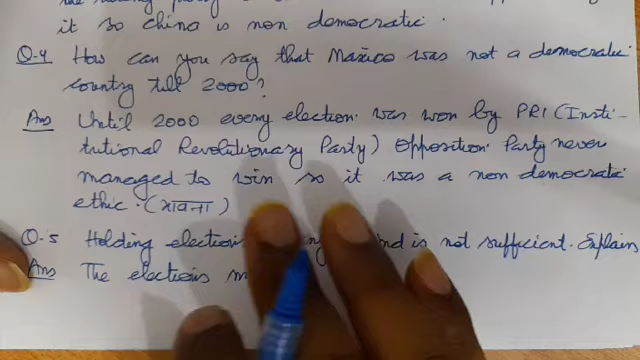 it so china is non democratic.
Q.4 How can you say that Maxico was not a democratic
country till 2000?
Ans Until 2000 every election was won by PRI (Insti-
tutional Revolutionary Party) Opposition Party never
managed to win so it was a non democratic
ethic. (भावना)
Q.5 Holding election is not sufficient. Explain
Ans The elections